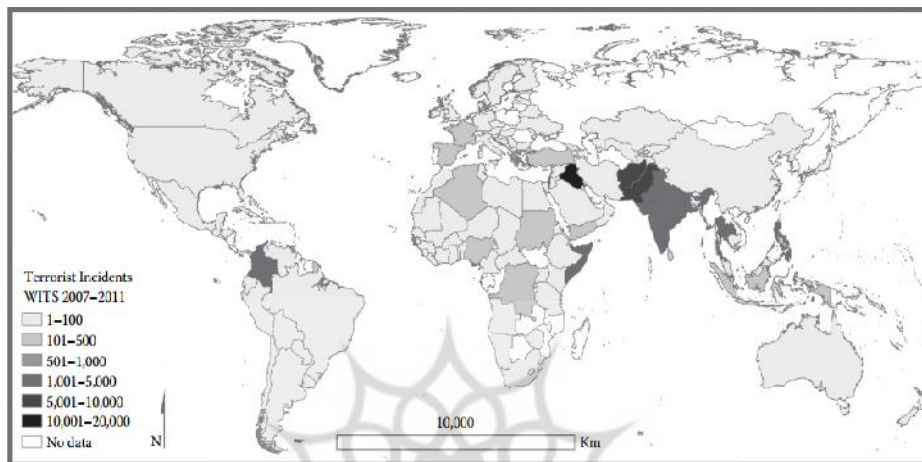 Terrorist Incidents
WITS 2007–2011
1–100
101–500
501–1,000
1,001–5,000
5,001–10,000
10,001–20,000
No data
N
10,000
Km